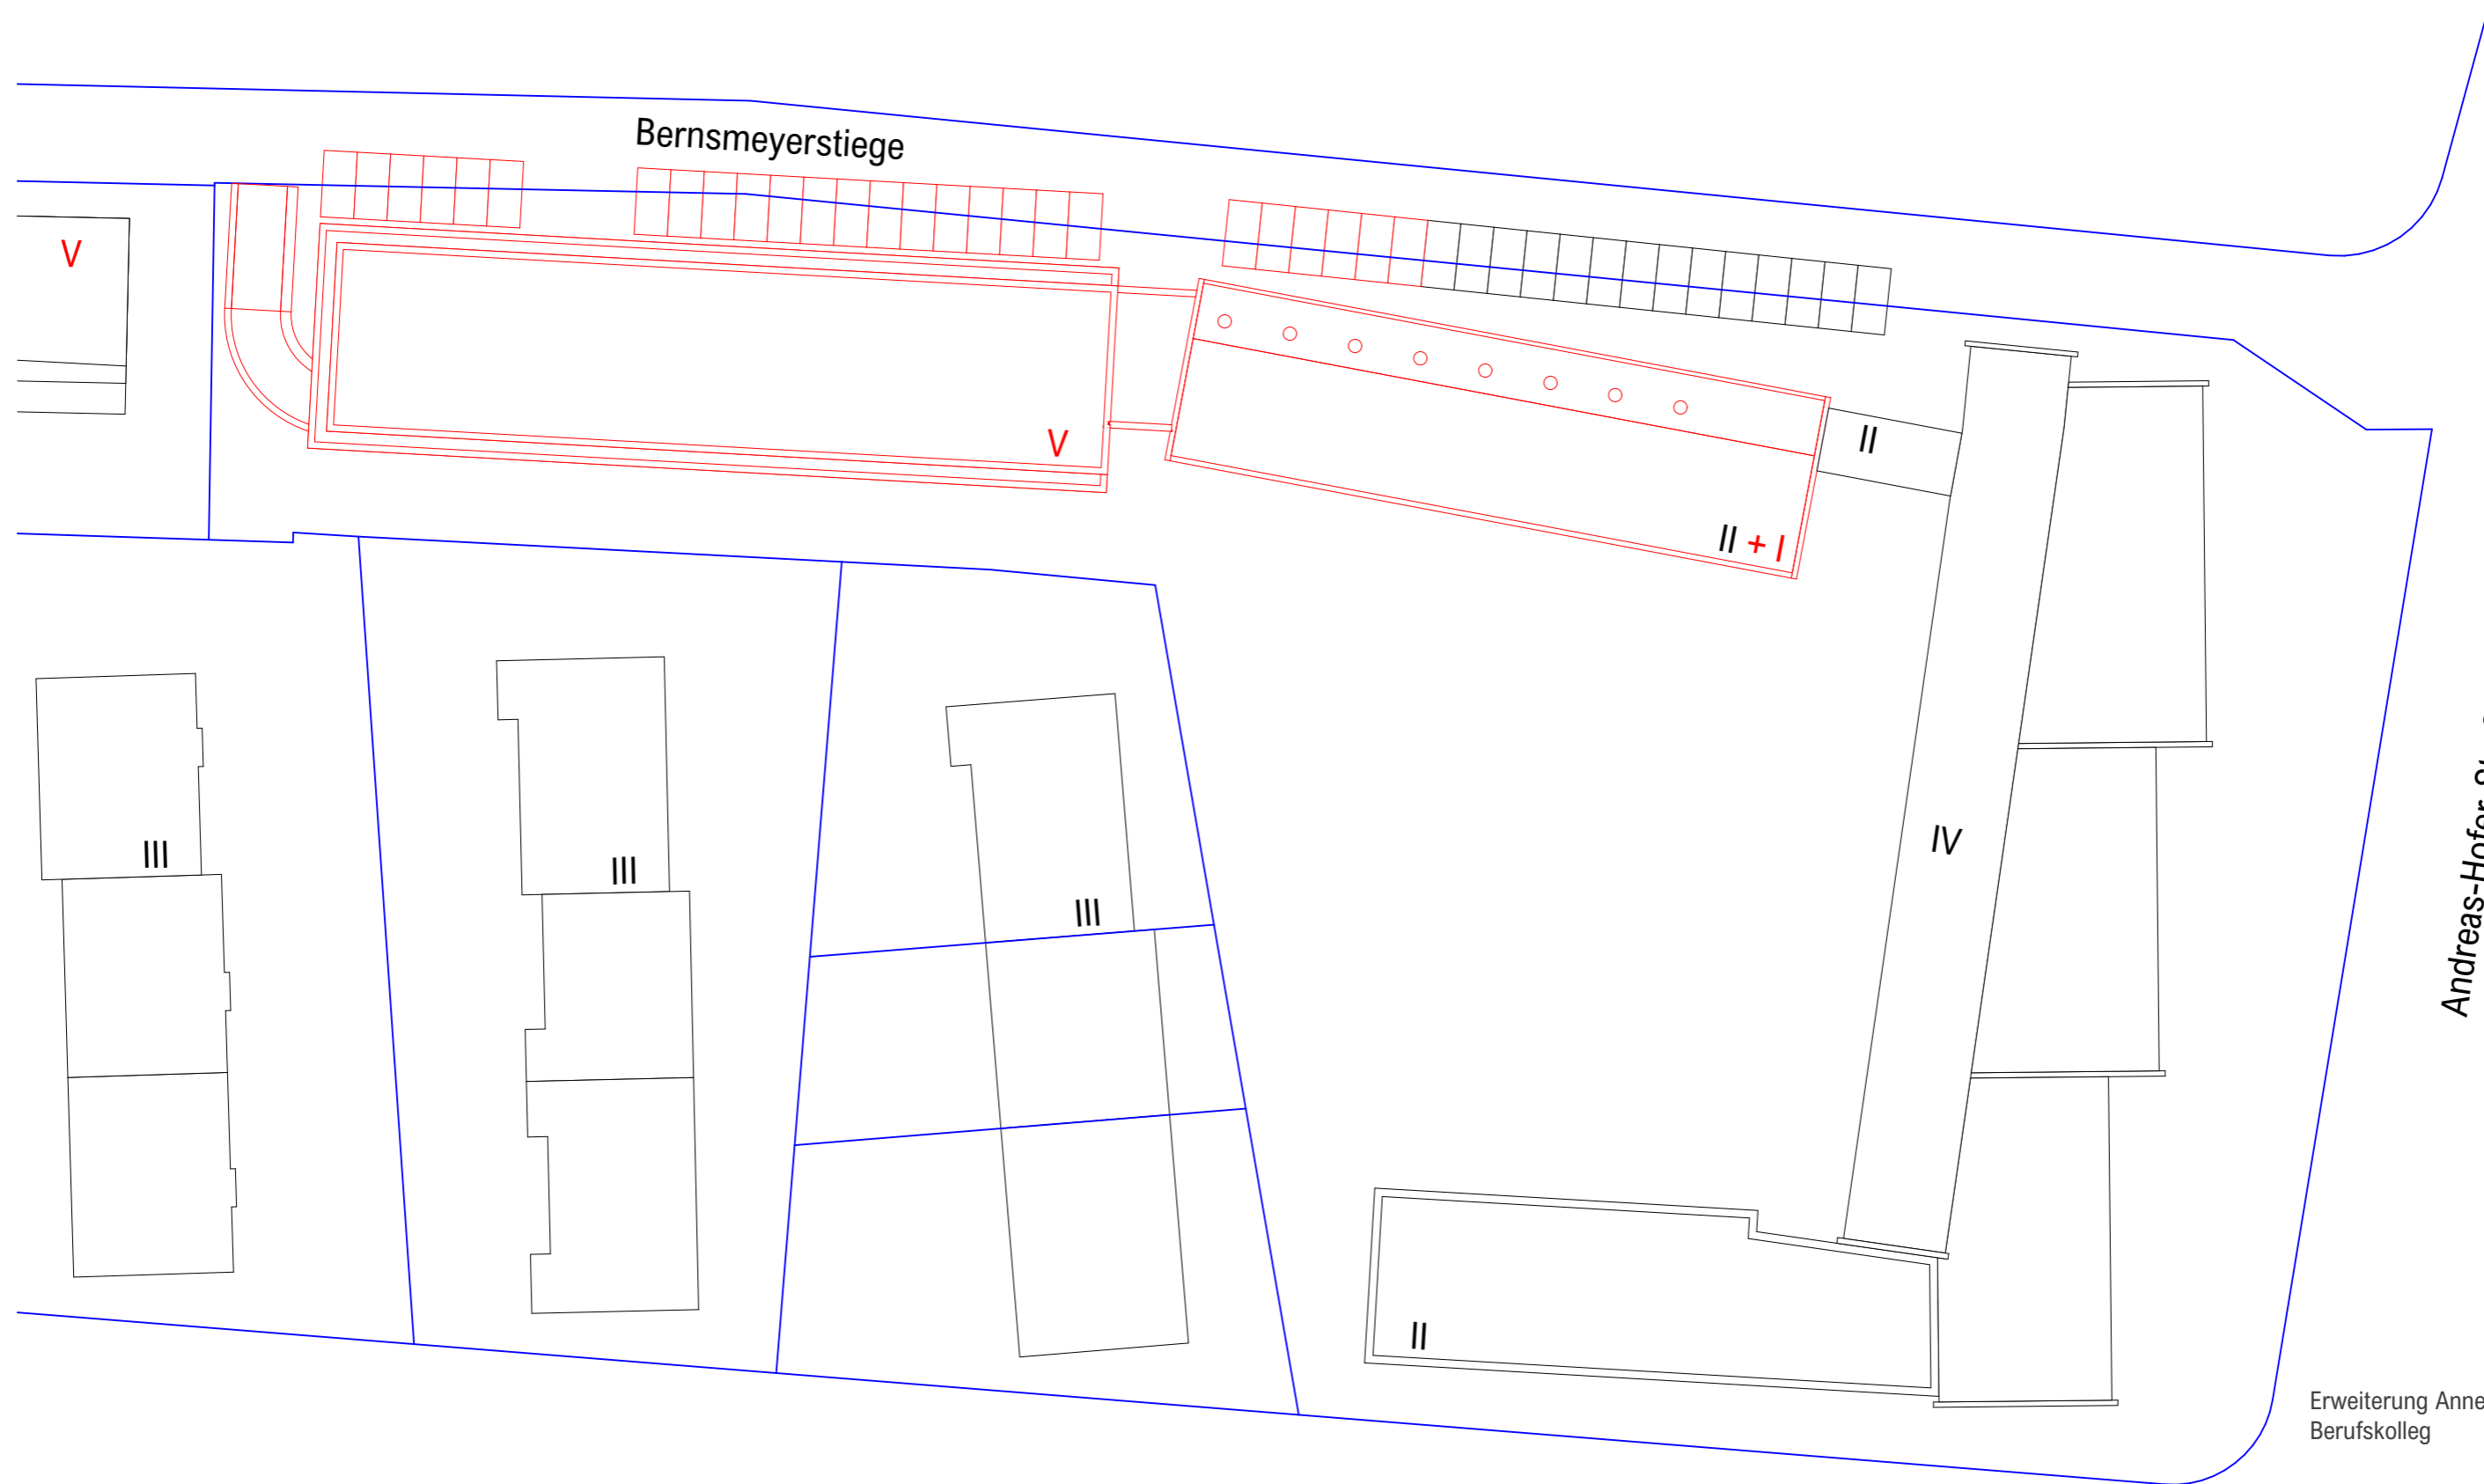 Bernsmeyerstiege
V
V
II
II + I
IV
III
III
III
Andreas-Hofer-
II
Erweiterung Anne
Berufskolleg